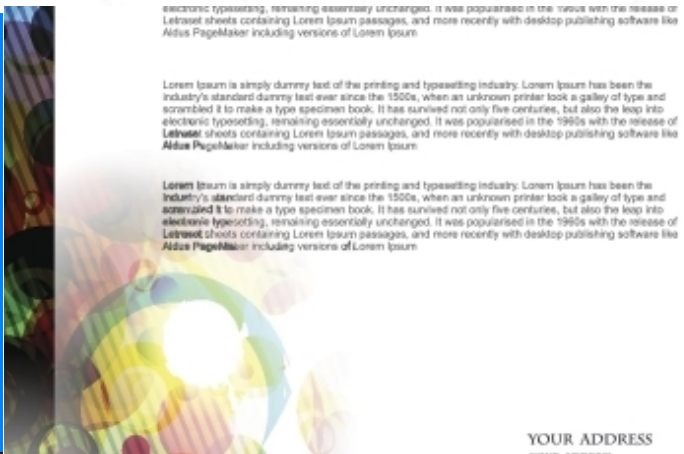 electronic typesetting, remaining essentially unchanged. It was popularised in the 1960s with the release of
Letraset sheets containing Lorem Ipsum passages, and more recently with desktop publishing software like
Aldus PageMaker including versions of Lorem Ipsum
Lorem Ipsum is simply dummy text of the printing and typesetting industry. Lorem Ipsum has been the
industry's standard dummy text ever since the 1500s, when an unknown printer took a galley of type and
scrambled it to make a type specimen book. It has survived not only five centuries, but also the leap into
electronic typesetting, remaining essentially unchanged. It was popularised in the 1960s with the release of
Letraset sheets containing Lorem Ipsum passages, and more recently with desktop publishing software like
Aldus PageMaker including versions of Lorem Ipsum
Lorem Ipsum is simply dummy text of the printing and typesetting industry. Lorem Ipsum has been the
industry's standard dummy text ever since the 1500s, when an unknown printer took a galley of type and
scrambled it to make a type specimen book. It has survived not only five centuries, but also the leap into
electronic typesetting, remaining essentially unchanged. It was popularised in the 1960s with the release of
Letraset sheets containing Lorem Ipsum passages, and more recently with desktop publishing software like
Aldus PageMaker including versions of Lorem Ipsum
YOUR ADDRESS